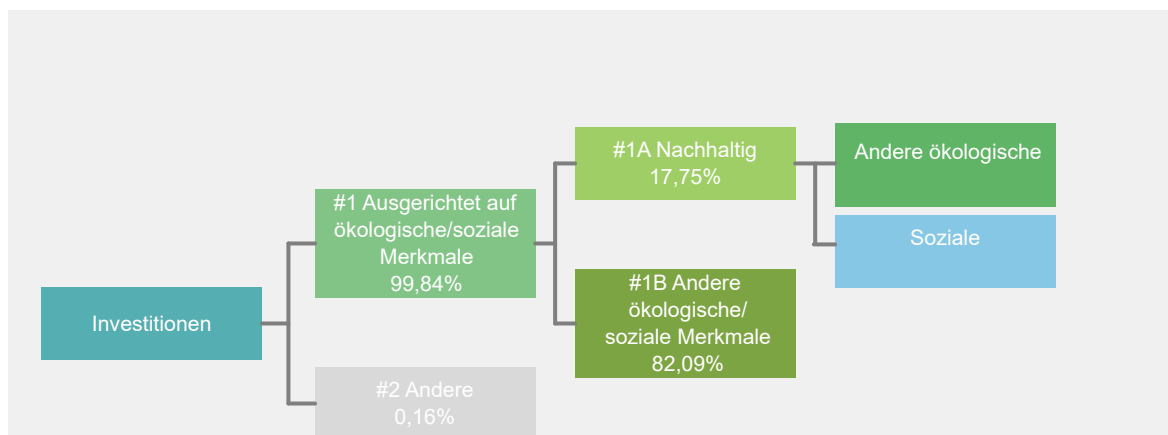 Investitionen
#1 Ausgerichtet auf
ökologische/soziale
Merkmale
99,84%
#2 Andere
0,16%
#1A Nachhaltig
17,75%
#1B Andere
ökologische/
soziale Merkmale
82,09%
Andere ökologische
Soziale